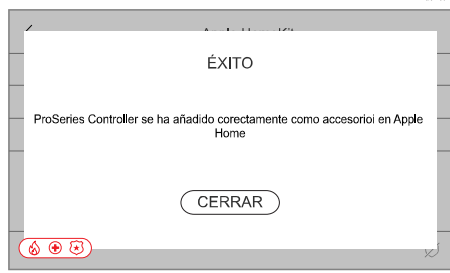 ÉXITO
ProSeries Controller se ha añadido corectamente como accesorioi en Apple
Home
CERRAR